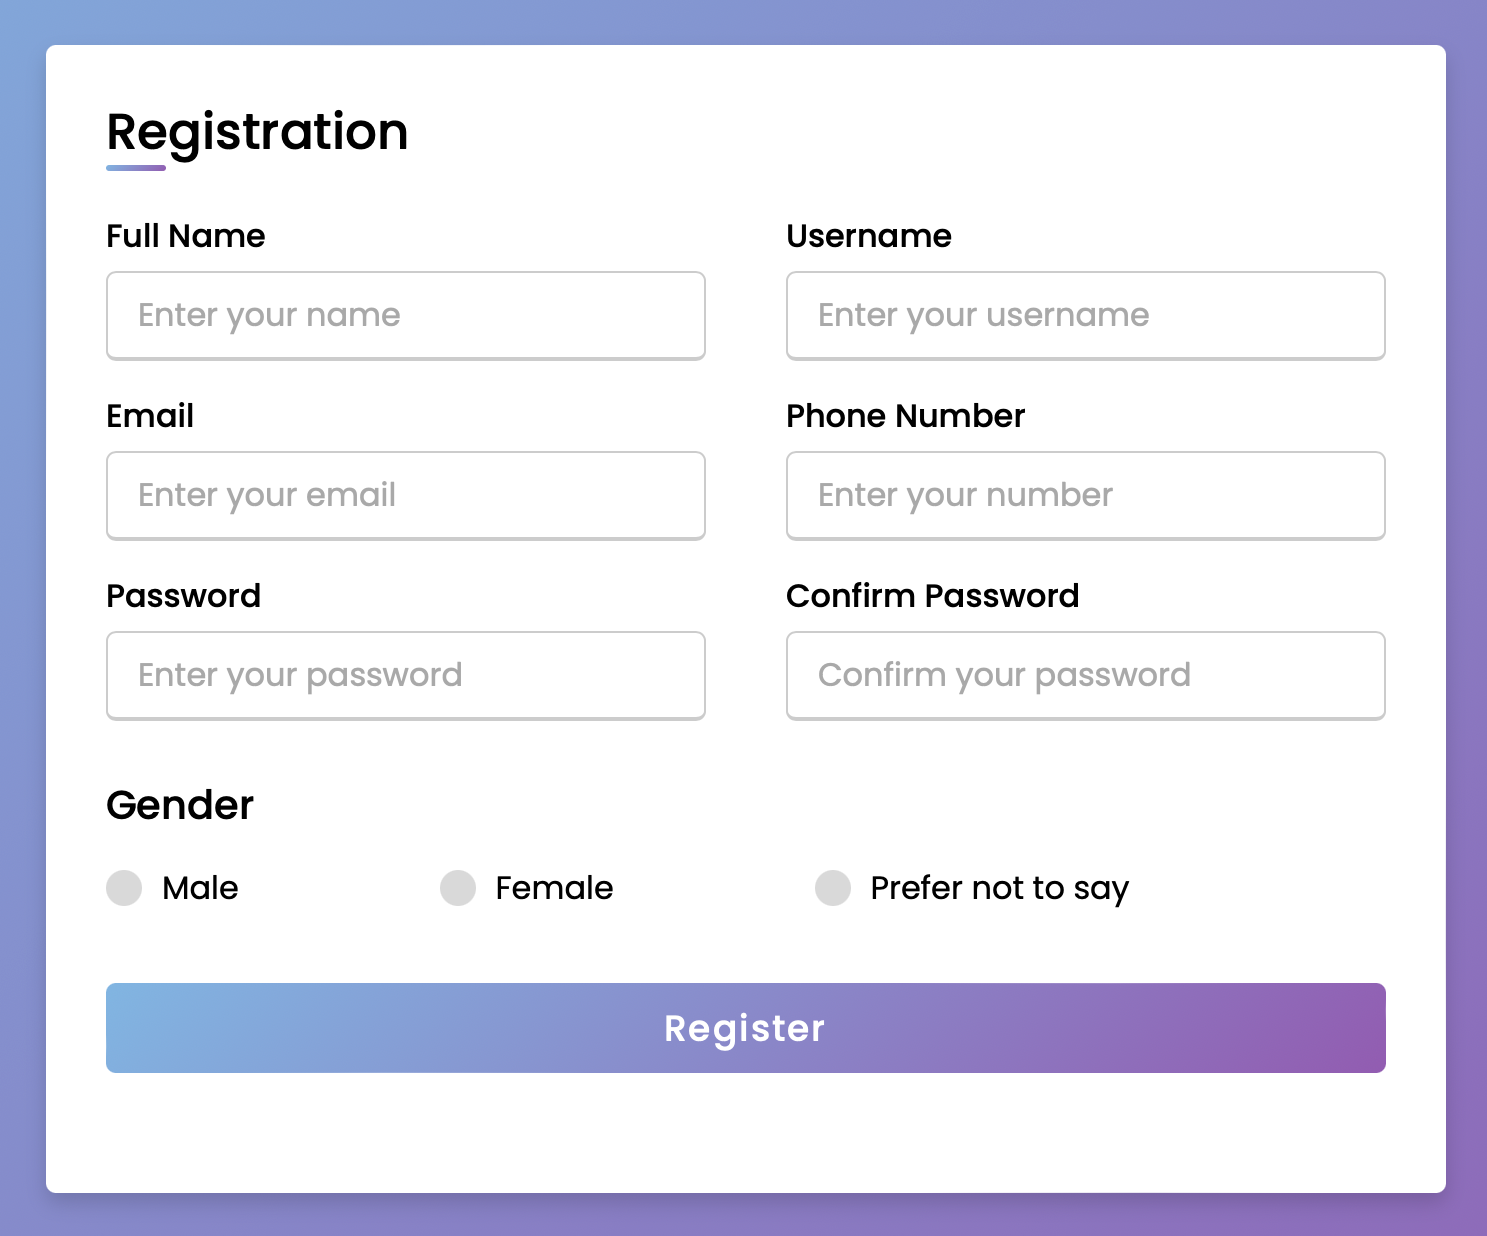 Registration
Full Name
Username
Enter your name
Enter your username
Email
Phone Number
Enter your email
Enter your number
Password
Confirm Password
Enter your password
Confirm your password
Gender
Male
Female
Prefer not to say
Register